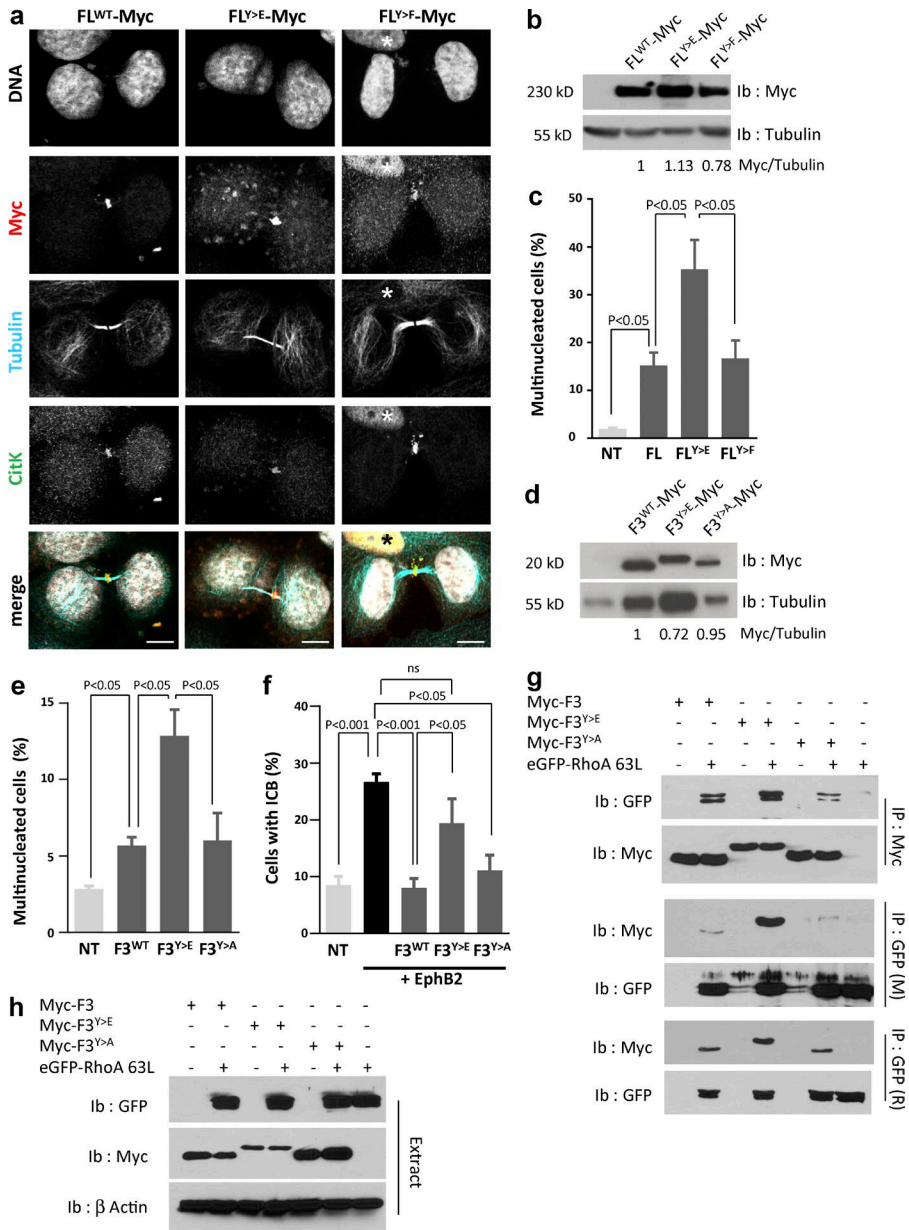 a
FLWT-Myc FLY>E-Myc FLY>F-Myc
DNA
*
Myc
*
Tubulin
*
CitK
*
merge
*
b
FLWT-Myc
FLY>E-Myc
FLY>F-Myc
230 kD Ib : Myc
55 kD Ib : Tubulin
1 1.13 0.78 Myc/Tubulin
c
Multinucleated cells (%)
50
40
30
20
10
0
P<0.05
P<0.05 P<0.05
NT FL FLY>E FLY>F
d
F3WT-Myc
F3Y>E-Myc
F3Y>A-Myc
20 kD Ib : Myc
55 kD Ib : Tubulin
1 0.72 0.95 Myc/Tubulin
e
Multinucleated cells (%)
15
10
5
0
P<0.05 P<0.05 P<0.05
NT F3WT F3Y>E F3Y>A
f
Cells with ICB (%)
40
30
20
10
0
ns
P<0.05
P<0.001 P<0.001 P<0.05
NT F3WT F3Y>E F3Y>A
+ EphB2
g
Myc-F3 + + - - - - -
Myc-F3Y>E - - + + - - -
Myc-F3Y>A - - - - + + -
eGFP-RhoA 63L - + - + - + +
Ib : GFP
Ib : Myc
IP : Myc
Ib : Myc
Ib : GFP
IP : GFP (M)
Ib : Myc
Ib : GFP
IP : GFP (R)
h
Myc-F3 + + - - - - -
Myc-F3Y>E - - + + - - -
Myc-F3Y>A - - - - + + -
eGFP-RhoA 63L - + - + - + +
Ib : GFP
Ib : Myc
Ib : β Actin
Extract